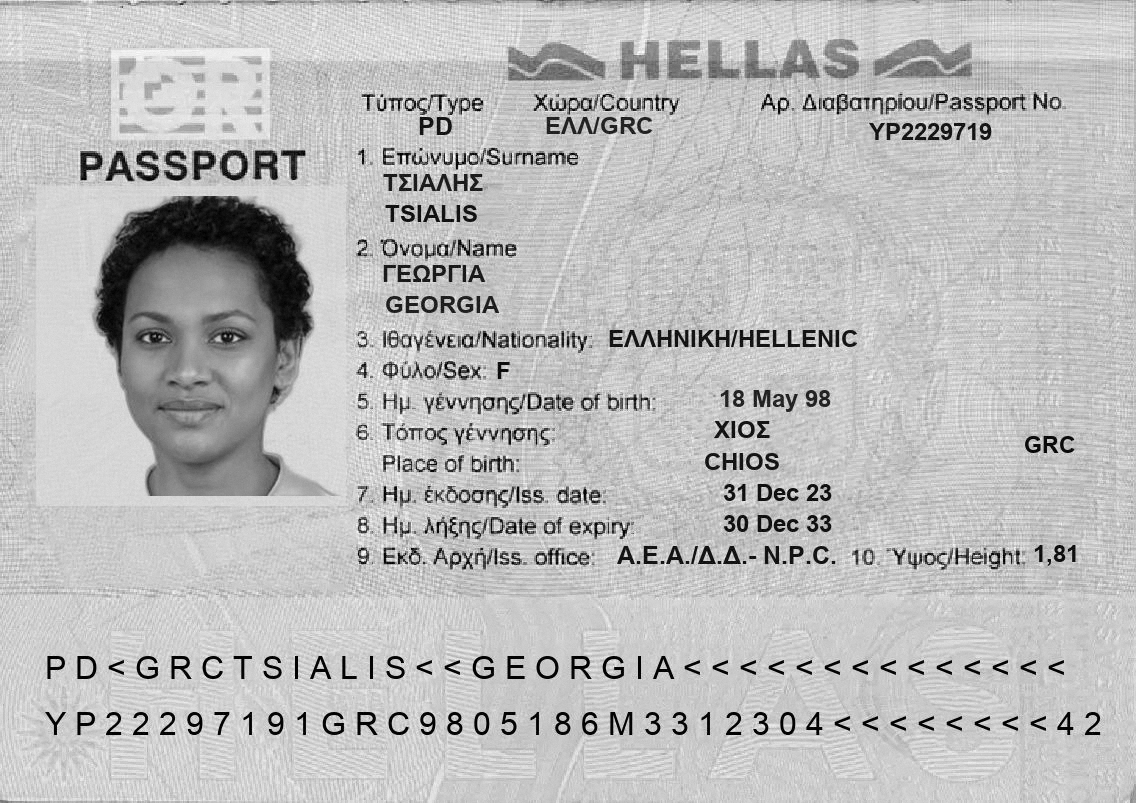 HELLAS
GR
PASSPORT
Τύπος/Type Χώρα/Country Αρ. Διαβατηρίου/Passport No.
PD ΕΛΛ/GRC YP2229719
1. Επώνυμο/Surname
ΤΣΙΑΛΗΣ
TSIALIS
2. Όνομα/Name
ΓΕΩΡΓΙΑ
GEORGIA
3. Ιθαγένεια/Nationality: ΕΛΛΗΝΙΚΗ/HELLENIC
4. Φύλο/Sex: F
5. Ημ. γέννησης/Date of birth: 18 May 98
6. Τόπος γέννησης: ΧΙΟΣ
Place of birth: CHIOS GRC
7. Ημ. έκδοσης/Iss. date: 31 Dec 23
8. Ημ. λήξης/Date of expiry: 30 Dec 33
9 Εκδ. Αρχή/Iss. office: Α.Ε.Α./Δ.Δ.- N.P.C. 10. Ύψος/Height: 1,81
HELLAS
PD<GRCTSIALIS<<GEORGIA<<<<<<<<<<<<<<
YP22297191GRC9805186M3312304<<<<<<<<42